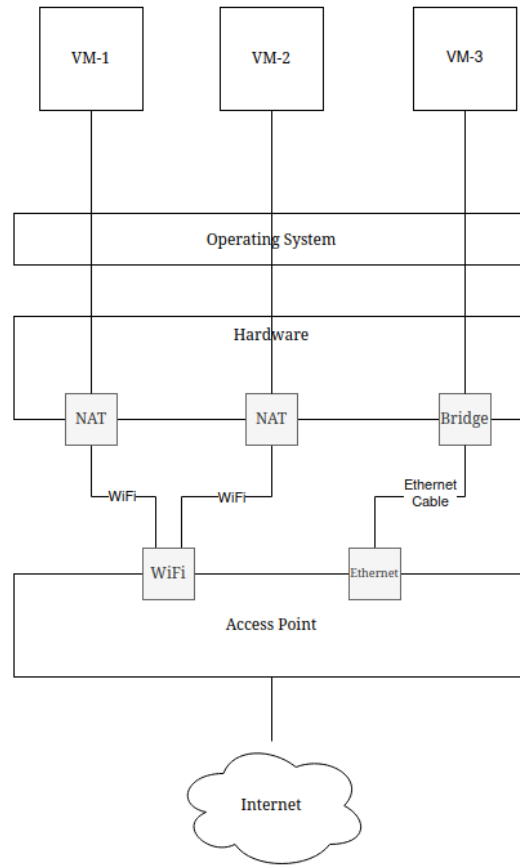 VM-1
VM-2
VM-3
Operating System
Hardware
NAT
NAT
Bridge
WiFi
WiFi
Ethernet
Cable
WiFi
Ethernet
Access Point
Internet